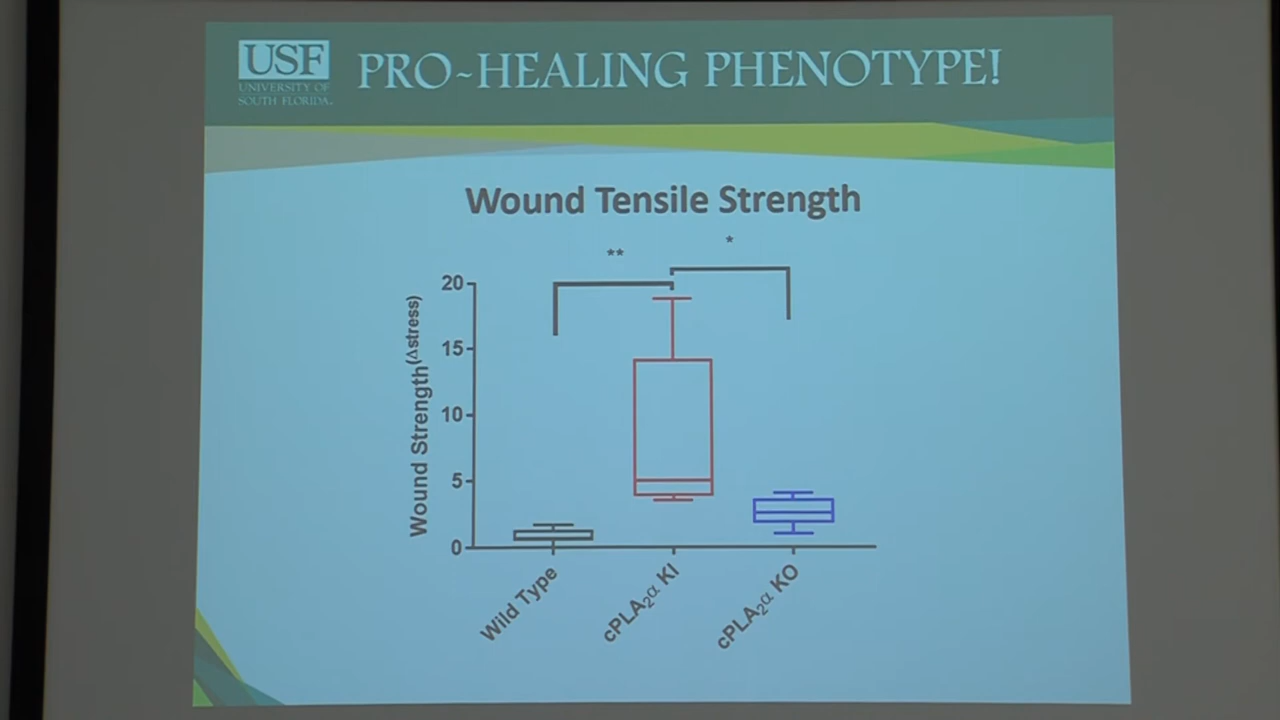 USF
UNIVERSITY OF
SOUTH FLORIDA
PRO-HEALING PHENOTYPE!
Wound Tensile Strength
**
*
Wound Strength(Δstress)
20
15
10
5
0
Wild Type
cPLA₂α KI
cPLA₂α KO